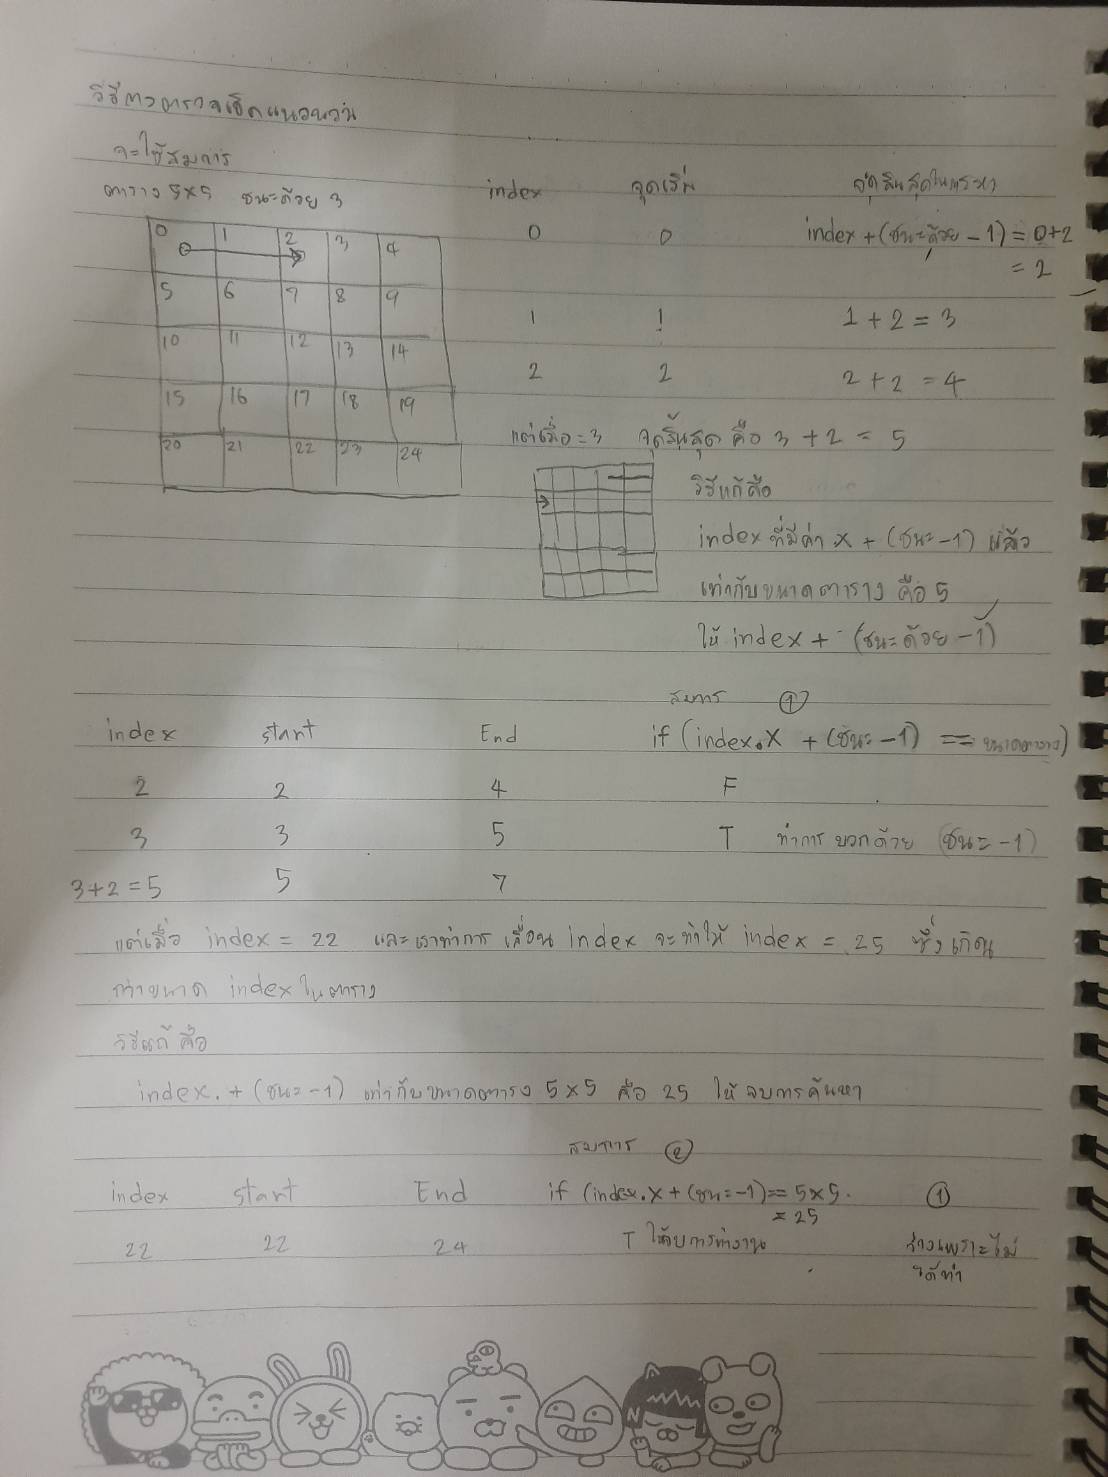 วิธีการตรวจเช็คแนวนอน
จะใช้สมการ
ตาราง 5x5 ชนะด้วย 3
index จุดเริ่ม จุดสิ้นสุดในการหา
0 1 2 3 4
5 6 7 8 9
10 11 12 13 14
15 16 17 18 19
20 21 22 23 24
0 0 index + (ชนะด้วย - 1) = 0+2
= 2
1 1 1 + 2 = 3
2 2 2 + 2 = 4
แต่เมื่อ = 3 จุดสิ้นสุด คือ 3 + 2 = 5
วิธีแก้คือ
index ที่มีค่า x + (ชนะ -1) แล้ว
เท่ากับขนาดตาราง คือ 5
ให้ index + (ชนะด้วย -1)
สมการ ①
index start End if (index.x + (ชนะ -1) == ขนาดตาราง)
2 2 4 F
3 3 5 T ทำการบวกด้วย (ชนะ -1)
3+2 = 5 5 7
แต่เมื่อ index = 22 และเราทำการเลื่อน index จะทำให้ index = 25 ซึ่งเกิน
กว่าขนาด index ในตาราง
วิธีแก้ คือ
index. + (ชนะ -1) เท่ากับขนาดตาราง 5 x 5 คือ 25 ให้จบการค้นหา
สมการ ②
index start End if (index.x + (ชนะ -1) == 5x5. ①
= 25
22 22 24 T ให้จบการทำงาน ว่างเพราะไม่
ได้ทำ